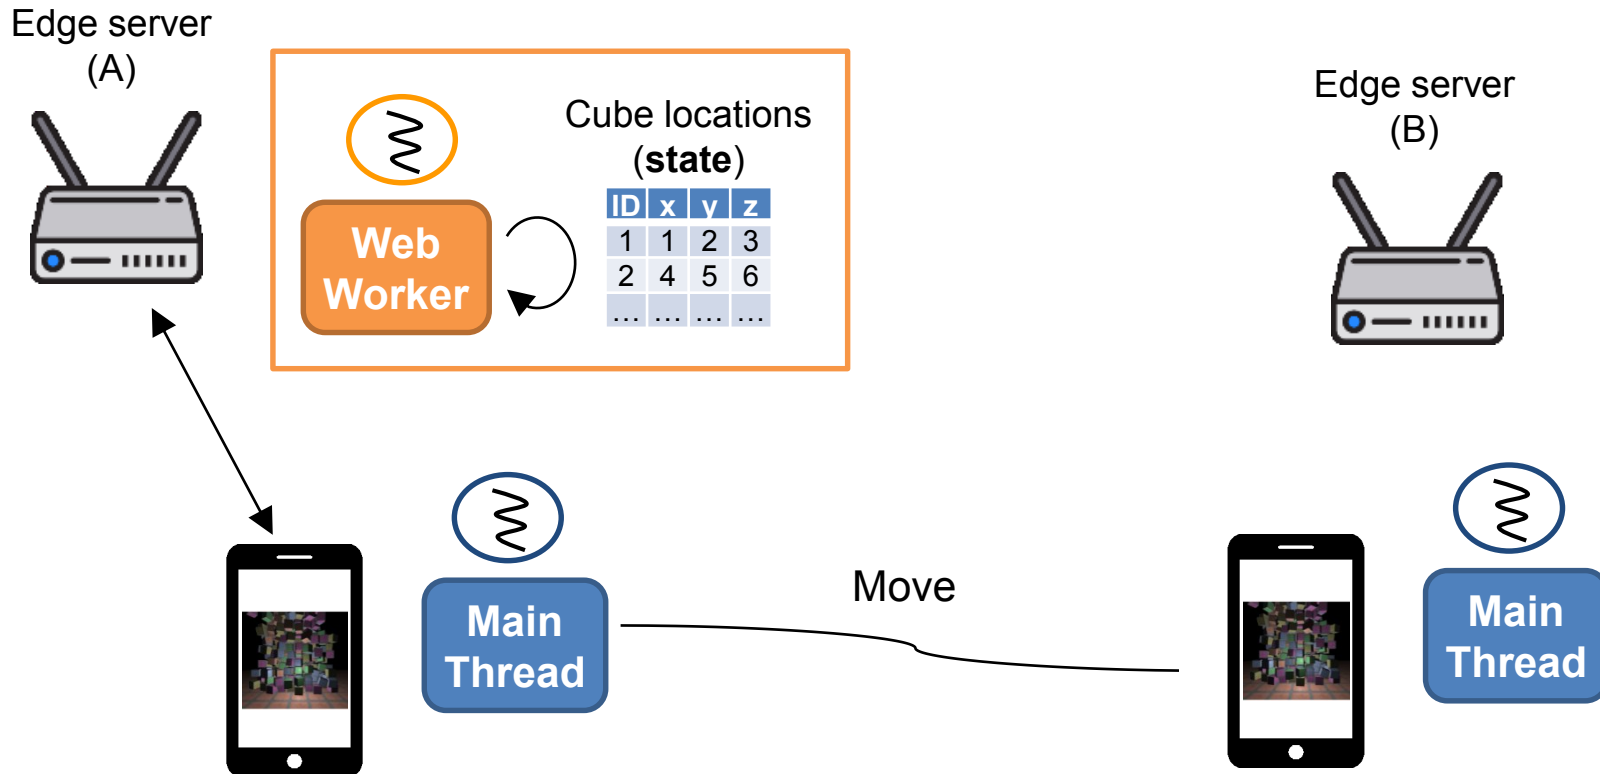 Edge server
(A)
Cube locations
(state)
Web
Worker
ID x y z
1 1 2 3
2 4 5 6
... ... ... ...
Edge server
(B)
Main
Thread
Move
Main
Thread